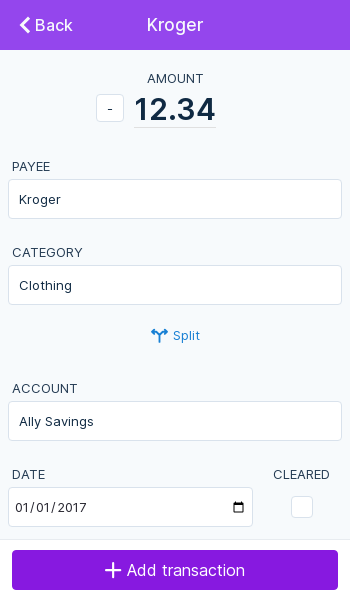 Back
Kroger
AMOUNT
- 12.34
PAYEE
Kroger
CATEGORY
Clothing
Split
ACCOUNT
Ally Savings
DATE
CLEARED
01/01/2017
Add transaction